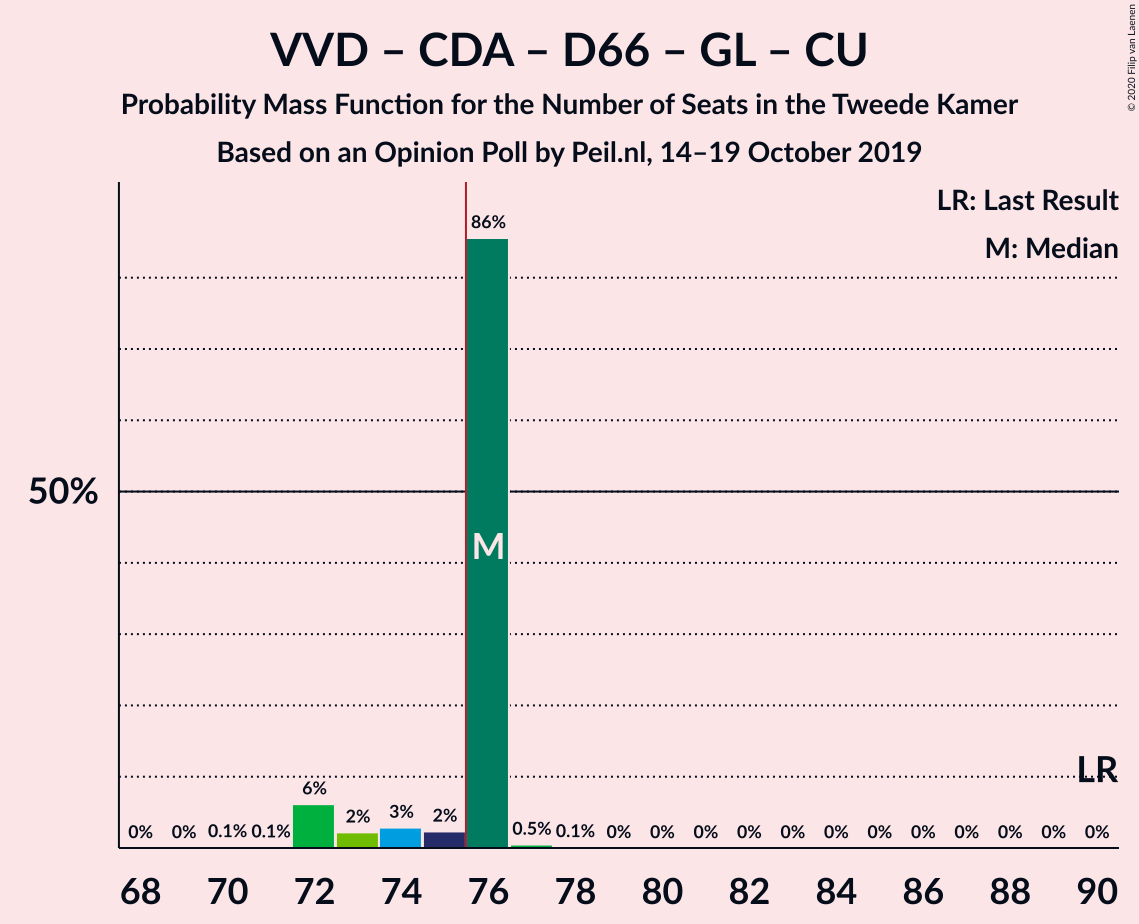 VVD – CDA – D66 – GL – CU
Probability Mass Function for the Number of Seats in the Tweede Kamer
Based on an Opinion Poll by Peil.nl, 14–19 October 2019
© 2020 Filip van Laenen
LR: Last Result
M: Median
86%
50%
M
LR
0% 0% 0.1% 0.1% 6% 2% 3% 2% 0.5% 0.1% 0% 0% 0% 0% 0% 0% 0% 0% 0% 0% 0% 0%
68 70 72 74 76 78 80 82 84 86 88 90